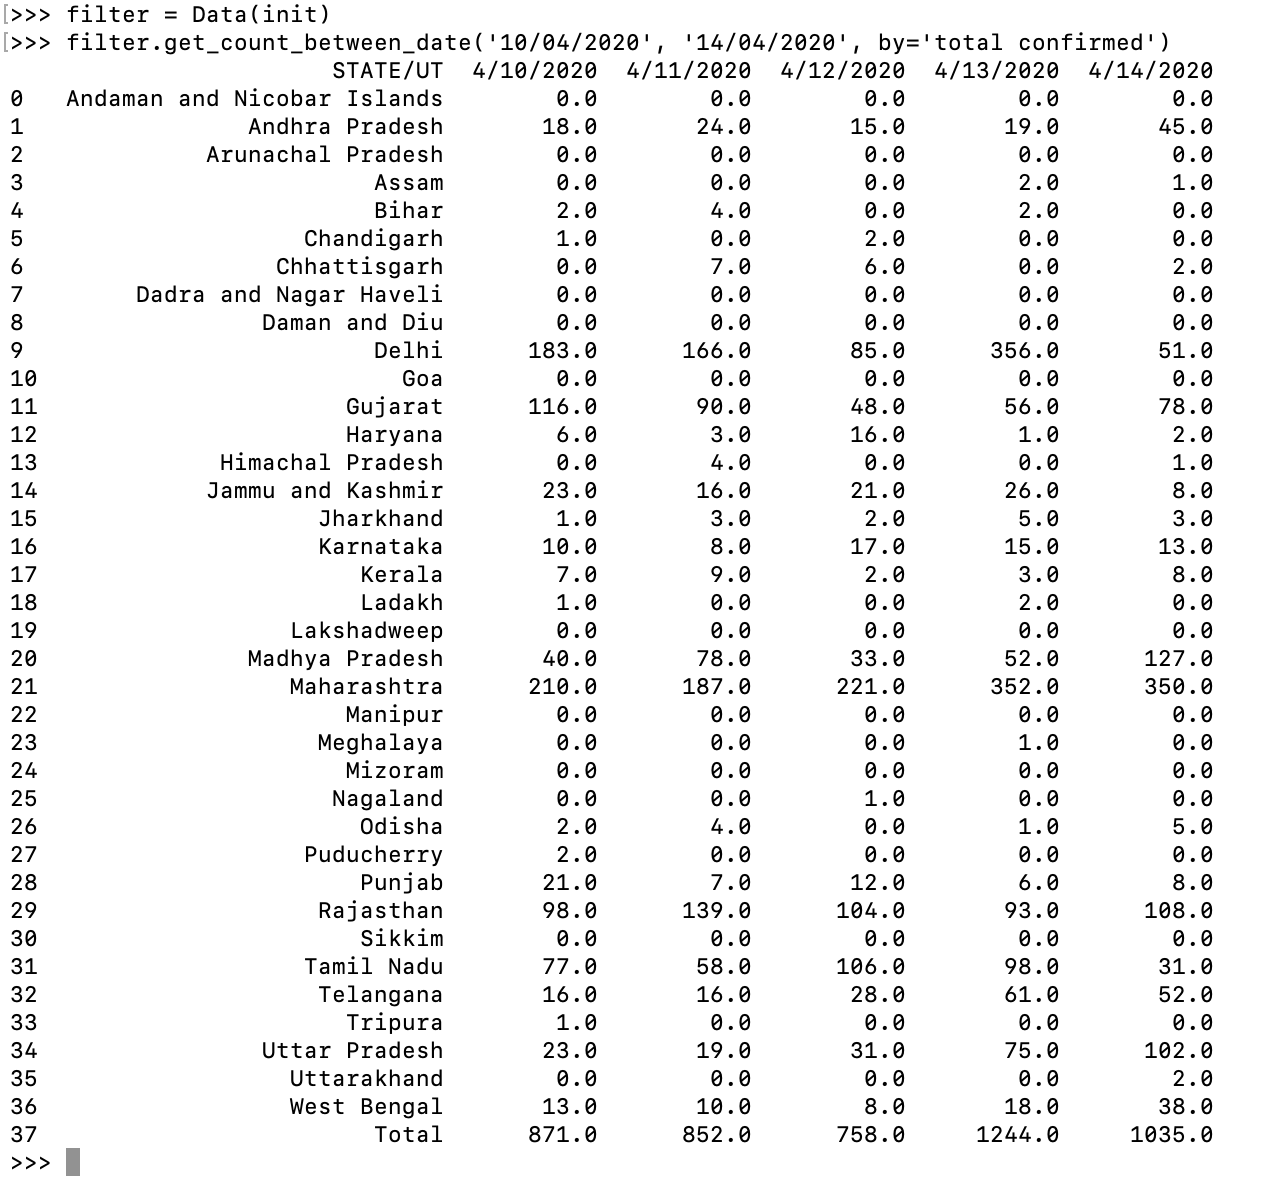 [>>> filter = Data(init)
[>>> filter.get_count_between_date('10/04/2020', '14/04/2020', by='total confirmed')
STATE/UT 4/10/2020 4/11/2020 4/12/2020 4/13/2020 4/14/2020
0 Andaman and Nicobar Islands 0.0 0.0 0.0 0.0 0.0
1 Andhra Pradesh 18.0 24.0 15.0 19.0 45.0
2 Arunachal Pradesh 0.0 0.0 0.0 0.0 0.0
3 Assam 0.0 0.0 0.0 2.0 1.0
4 Bihar 2.0 4.0 0.0 2.0 0.0
5 Chandigarh 1.0 0.0 2.0 0.0 0.0
6 Chhattisgarh 0.0 7.0 6.0 0.0 2.0
7 Dadra and Nagar Haveli 0.0 0.0 0.0 0.0 0.0
8 Daman and Diu 0.0 0.0 0.0 0.0 0.0
9 Delhi 183.0 166.0 85.0 356.0 51.0
10 Goa 0.0 0.0 0.0 0.0 0.0
11 Gujarat 116.0 90.0 48.0 56.0 78.0
12 Haryana 6.0 3.0 16.0 1.0 2.0
13 Himachal Pradesh 0.0 4.0 0.0 0.0 1.0
14 Jammu and Kashmir 23.0 16.0 21.0 26.0 8.0
15 Jharkhand 1.0 3.0 2.0 5.0 3.0
16 Karnataka 10.0 8.0 17.0 15.0 13.0
17 Kerala 7.0 9.0 2.0 3.0 8.0
18 Ladakh 1.0 0.0 0.0 2.0 0.0
19 Lakshadweep 0.0 0.0 0.0 0.0 0.0
20 Madhya Pradesh 40.0 78.0 33.0 52.0 127.0
21 Maharashtra 210.0 187.0 221.0 352.0 350.0
22 Manipur 0.0 0.0 0.0 0.0 0.0
23 Meghalaya 0.0 0.0 0.0 1.0 0.0
24 Mizoram 0.0 0.0 0.0 0.0 0.0
25 Nagaland 0.0 0.0 1.0 0.0 0.0
26 Odisha 2.0 4.0 0.0 1.0 5.0
27 Puducherry 2.0 0.0 0.0 0.0 0.0
28 Punjab 21.0 7.0 12.0 6.0 8.0
29 Rajasthan 98.0 139.0 104.0 93.0 108.0
30 Sikkim 0.0 0.0 0.0 0.0 0.0
31 Tamil Nadu 77.0 58.0 106.0 98.0 31.0
32 Telangana 16.0 16.0 28.0 61.0 52.0
33 Tripura 1.0 0.0 0.0 0.0 0.0
34 Uttar Pradesh 23.0 19.0 31.0 75.0 102.0
35 Uttarakhand 0.0 0.0 0.0 0.0 2.0
36 West Bengal 13.0 10.0 8.0 18.0 38.0
37 Total 871.0 852.0 758.0 1244.0 1035.0
>>>